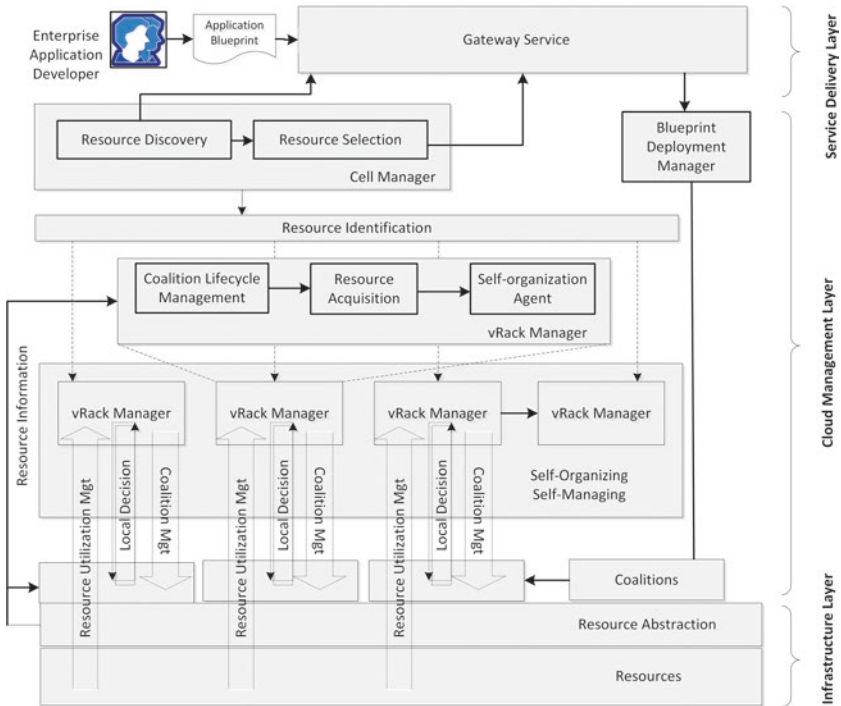 Enterprise
Application
Developer
Application
Blueprint
Gateway Service
Service Delivery Layer
Resource Discovery
Resource Selection
Cell Manager
Blueprint
Deployment
Manager
Resource Identification
Coalition Lifecycle
Management
Resource
Acquisition
Self-organization
Agent
vRack Manager
Cloud Management Layer
Resource Information
vRack Manager
vRack Manager
vRack Manager
vRack Manager
Resource Utilization Mgt
Local Decision
Coalition Mgt
Resource Utilization Mgt
Local Decision
Coalition Mgt
Resource Utilization Mgt
Local Decision
Coalition Mgt
Self-Organizing
Self-Managing
Coalitions
Resource Abstraction
Resources
Infrastructure Layer